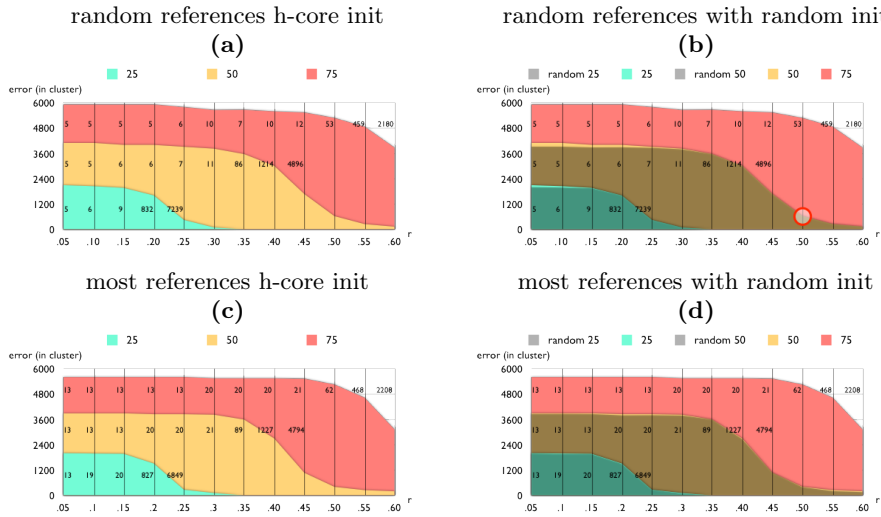 random references h-core init
(a)
25 50 75
error (in cluster)
6000
4800
3600
2400
1200
0
5 5 5 5 6 10 7 10 12 53 459 2180
5 5 6 6 7 11 86 1214 4896
5 6 9 832 7239
.05 .10 .15 .20 .25 .30 .35 .40 .45 .50 .55 .60
r
random references with random init
(b)
random 25 25 random 50 50 75
error (in cluster)
6000
4800
3600
2400
1200
0
5 5 5 5 6 10 7 10 12 53 459 2180
5 5 6 6 7 11 86 1214 4896
5 6 9 832 7239
.05 .10 .15 .20 .25 .30 .35 .40 .45 .50 .55 .60
r
most references h-core init
(c)
25 50 75
error (in cluster)
6000
4800
3600
2400
1200
0
13 13 13 13 13 20 20 20 21 62 468 2208
13 13 13 20 20 21 89 1227 4794
13 19 20 827 6849
.05 .10 .15 .20 .25 .30 .35 .40 .45 .50 .55 .60
r
most references with random init
(d)
random 25 25 random 50 50 75
error (in cluster)
6000
4800
3600
2400
1200
0
13 13 13 13 13 20 20 20 21 62 468 2208
13 13 13 20 20 21 89 1227 4794
13 19 20 827 6849
.05 .10 .15 .20 .25 .30 .35 .40 .45 .50 .55 .60
r